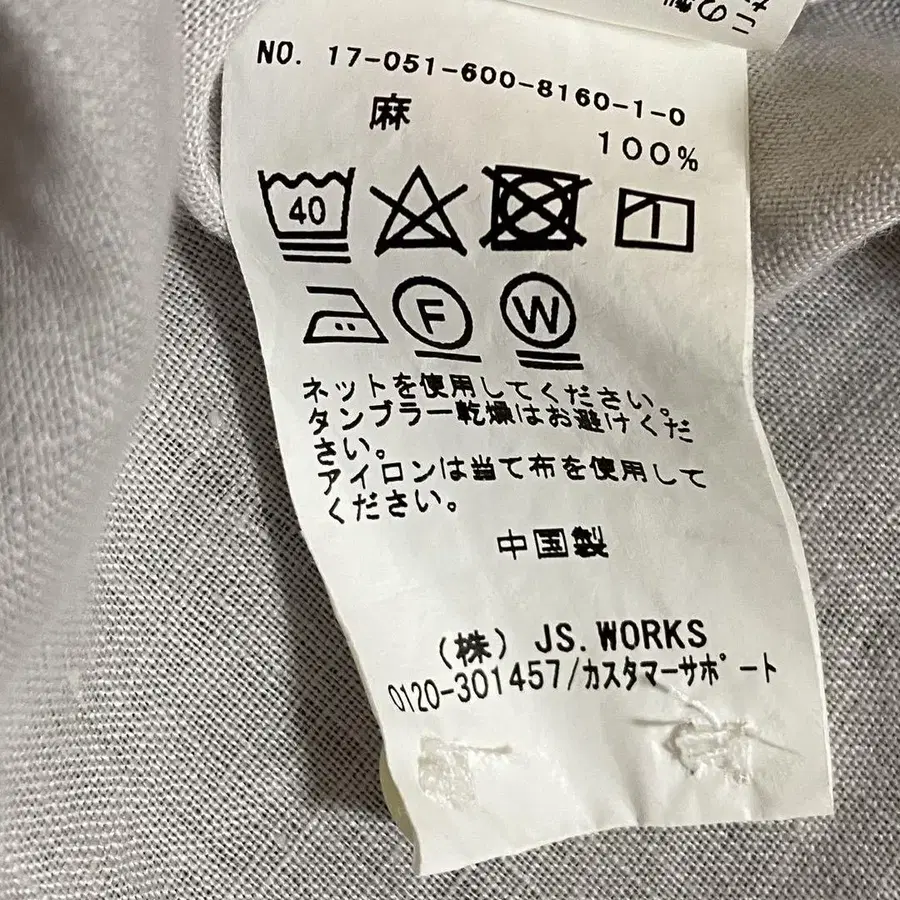 この製
NO. 17-051-600-8160-1-0
麻
100%
40
F W
ネットを使用してください。
タンブラー乾燥はお避けくだ
さい。
アイロンは当て布を使用して
ください。
中国製
(株) JS.WORKS
0120-301457/カスタマーサポート